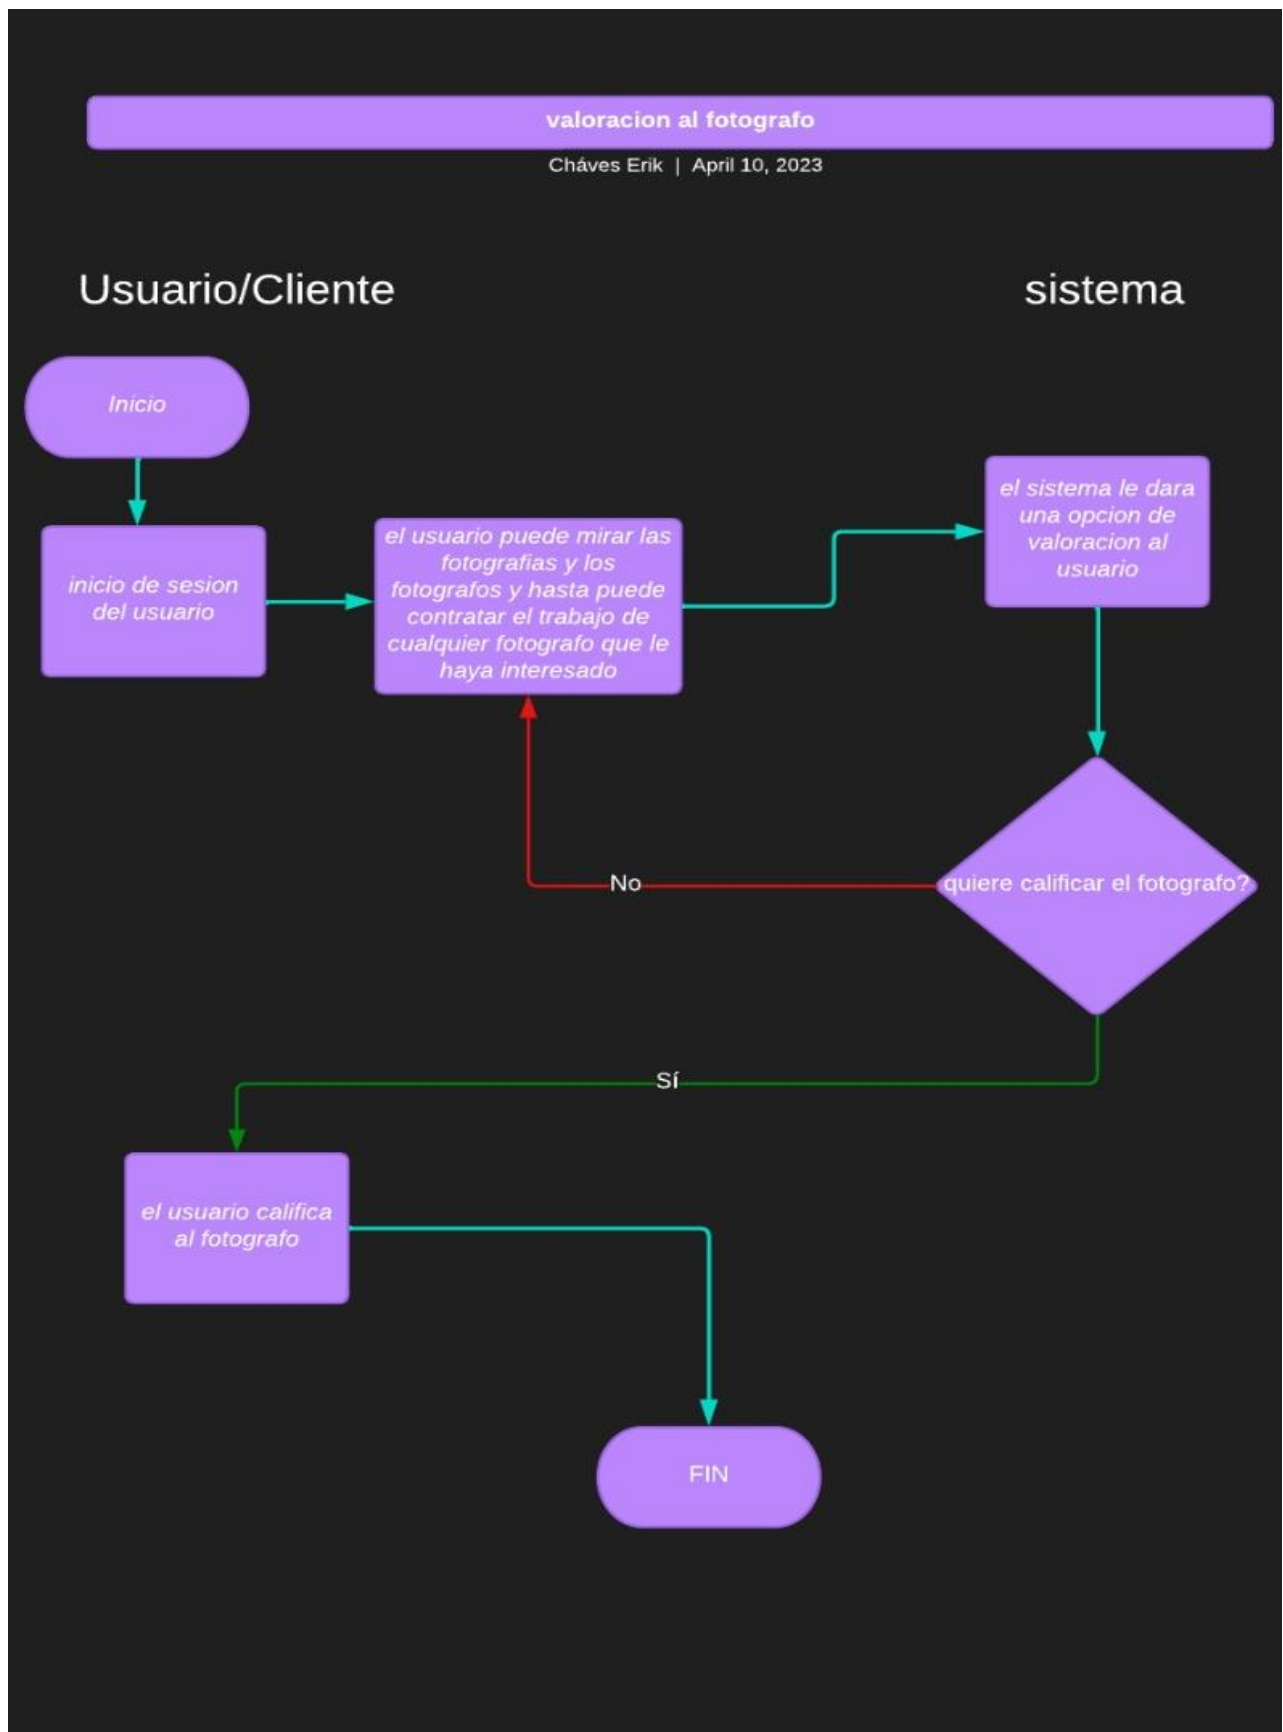 valoracion al fotografo
Cháves Erik | April 10, 2023
Usuario/Cliente
sistema
Inicio
inicio de sesion
del usuario
el usuario puede mirar las
fotografias y los
fotografos y hasta puede
contratar el trabajo de
cualquier fotografo que le
haya interesado
el sistema le dara
una opcion de
valoracion al
usuario
quiere calificar el fotografo?
No
Sí
el usuario califica
al fotografo
FIN